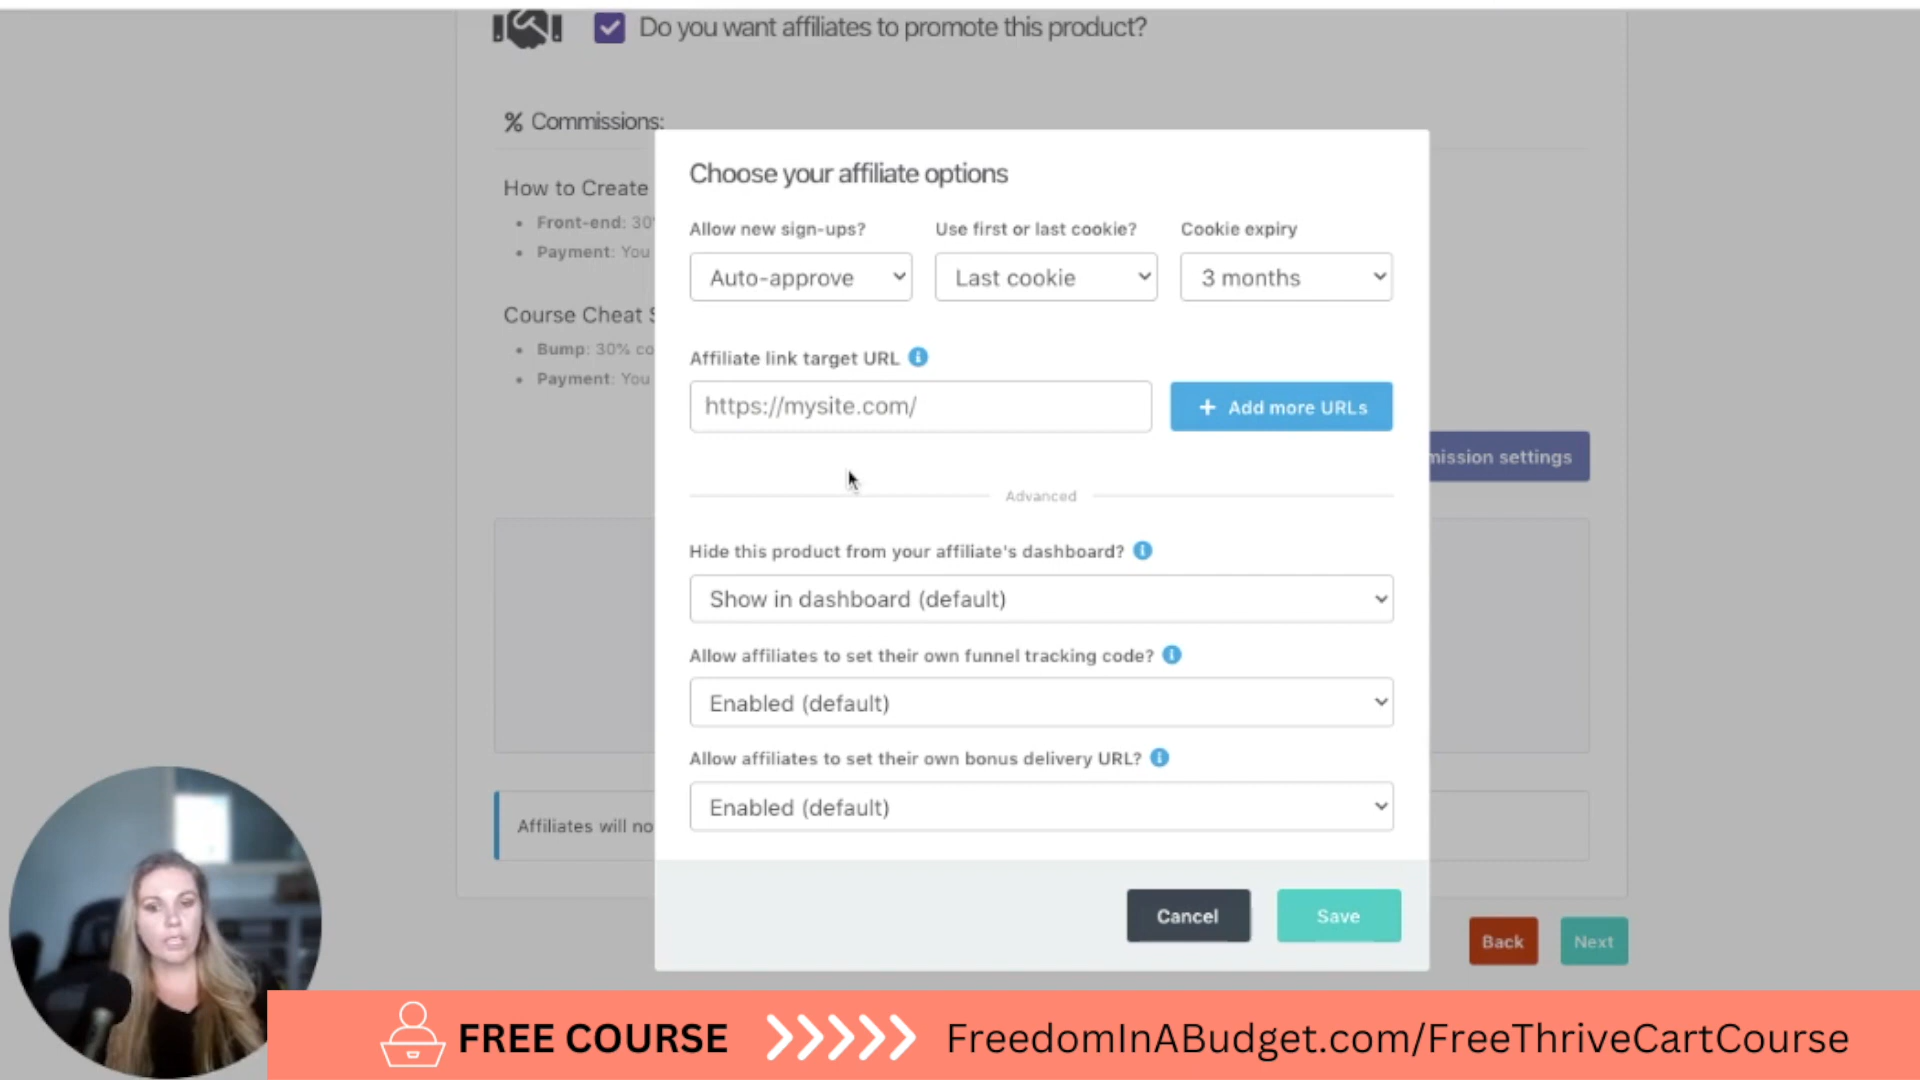 Do you want affiliates to promote this product?
% Commissions:
How to Create
Front-end: 30
Payment: You
Course Cheat S
Bump: 30% co
Payment: You
Choose your affiliate options
Allow new sign-ups? Use first or last cookie? Cookie expiry
Auto-approve Last cookie 3 months
Affiliate link target URL
https://mysite.com/ + Add more URLs
mission settings
Advanced
Hide this product from your affiliate's dashboard?
Show in dashboard (default)
Allow affiliates to set their own funnel tracking code?
Enabled (default)
Allow affiliates to set their own bonus delivery URL?
Enabled (default)
Affiliates will no
Cancel Save
Back Next
FREE COURSE FreedomInABudget.com/FreeThriveCartCourse